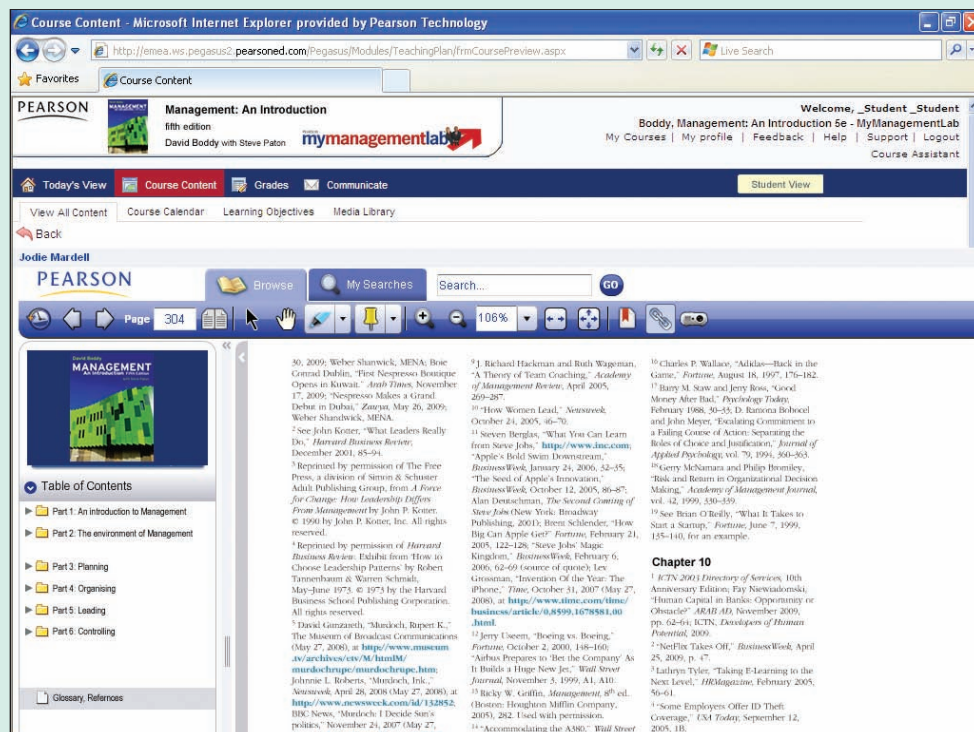 Course Content - Microsoft Internet Explorer provided by Pearson Technology
http://emea.ws.pegasus2.pearsoned.com/Pegasus/Modules/TeachingPlan/frmCoursePreview.aspx
Live Search
Favorites
Course Content
PEARSON
MANAGEMENT
Management: An Introduction
fifth edition
David Boddy with Steve Paton
mymanagementlab
Welcome, _Student _Student
Boddy, Management: An Introduction 5e - MyManagementLab
My Courses | My profile | Feedback | Help | Support | Logout
Course Assistant
Today's View
Course Content
Grades
Communicate
Student View
View All Content
Course Calendar
Learning Objectives
Media Library
Back
Jodie Mardell
PEARSON
Browse
My Searches
Search...
GO
Page 304
106%
David Boddy
MANAGEMENT
An Introduction Fifth Edition
Table of Contents
Part 1: An introduction to Management
Part 2: The environment of Management
Part 3: Planning
Part 4: Organising
Part 5: Leading
Part 6: Controlling
Glossary, Refernces
30, 2009; Weber Shanwick, MENA; Boie
Conrad Dublin, "First Nespresso Boutique
Opens in Kuwait," Arab Times, November
17, 2009; "Nespresso Makes a Grand
Debut in Dubai," Zawya, May 26, 2009;
Weber Shandwick, MENA.
2 See John Kotter, "What Leaders Really
Do," Harvard Business Review,
December 2001, 85–94.
3 Reprinted by permission of The Free
Press, a division of Simon & Schuster
Adult Publishing Group, from A Force
for Change: How Leadership Differs
From Management by John P. Kotter.
© 1990 by John P. Kotter, Inc. All rights
reserved.
4 Reprinted by permission of Harvard
Business Review. Exhibit from "How to
Choose Leadership Patterns" by Robert
Tannenbaum & Warren Schmidt,
May–June 1973. © 1973 by the Harvard
Business School Publishing Corporation.
All rights reserved.
5 David Gunzareth, "Murdoch, Rupert K.,"
The Museum of Broadcast Communications
(May 27, 2008), at http://www.museum
.tv/archives/etv/M/htmlM/
murdochrupe/murdochrupe.htm;
Johnnie L. Roberts, "Murdoch, Ink.,"
Newsweek, April 28, 2008 (May 27, 2008), at
http://www.newsweek.com/id/132852;
BBC News, "Murdoch: I Decide Sun's
politics," November 24, 2007 (May 27,
9 J. Richard Hackman and Ruth Wageman,
"A Theory of Team Coaching," Academy
of Management Review, April 2005,
269–287.
10 "How Women Lead," Newsweek,
October 24, 2005, 46–70.
11 Steven Berglas, "What You Can Learn
from Steve Jobs," http://www.inc.com;
"Apple's Bold Swim Downstream,"
BusinessWeek, January 24, 2006, 32–35;
"The Seed of Apple's Innovation,"
BusinessWeek, October 12, 2005, 86–87;
Alan Deutschman, The Second Coming of
Steve Jobs (New York: Broadway
Publishing, 2001); Brent Schlender, "How
Big Can Apple Get?" Fortune, February 21,
2005, 122–128; "Steve Jobs' Magic
Kingdom," BusinessWeek, February 6,
2006, 62–69 (source of quote); Lev
Grossman, "Invention Of the Year: The
iPhone," Time, October 31, 2007 (May 27,
2008), at http://www.time.com/time/
business/article/0,8599,1678581,00
.html.
12 Jerry Useem, "Boeing vs. Boeing,"
Fortune, October 2, 2000, 148–160;
"Airbus Prepares to 'Bet the Company' As
It Builds a Huge New Jet," Wall Street
Journal, November 3, 1999, A1, A10.
13 Ricky W. Griffin, Management, 8th ed.
(Boston: Houghton Mifflin Company,
2005), 282. Used with permission.
14 "Accommodating the A380," Wall Street
16 Charles P. Wallace, "Adidas—Back in the
Game," Fortune, August 18, 1997, 176–182.
17 Barry M. Staw and Jerry Ross, "Good
Money After Bad," Psychology Today,
February 1988, 30–33; D. Ramona Bobocel
and John Meyer, "Escalating Commitment to
a Failing Course of Action: Separating the
Roles of Choice and Justification," Journal of
Applied Psychology, vol. 79, 1994, 360–363.
18 Gerry McNamara and Philip Bromiley,
"Risk and Return in Organizational Decision
Making," Academy of Management Journal,
vol. 42, 1999, 330–339.
19 See Brian O'Reilly, "What It Takes to
Start a Startup," Fortune, June 7, 1999,
135–140, for an example.
Chapter 10
1 ICTN 2003 Directory of Services, 10th
Anniversary Edition; Fay Niewiadomski,
"Human Capital in Banks: Opportunity or
Obstacle?" ARAB AD, November 2009,
pp. 62–64; ICTN, Developers of Human
Potential, 2009.
2 "NetFlix Takes Off," BusinessWeek, April
25, 2009, p. 47.
3 Lathryn Tyler, "Taking E-Learning to the
Next Level," HRMagazine, February 2005,
56–61.
4 "Some Employers Offer ID Theft
Coverage," USA Today, September 12,
2005, 1B.